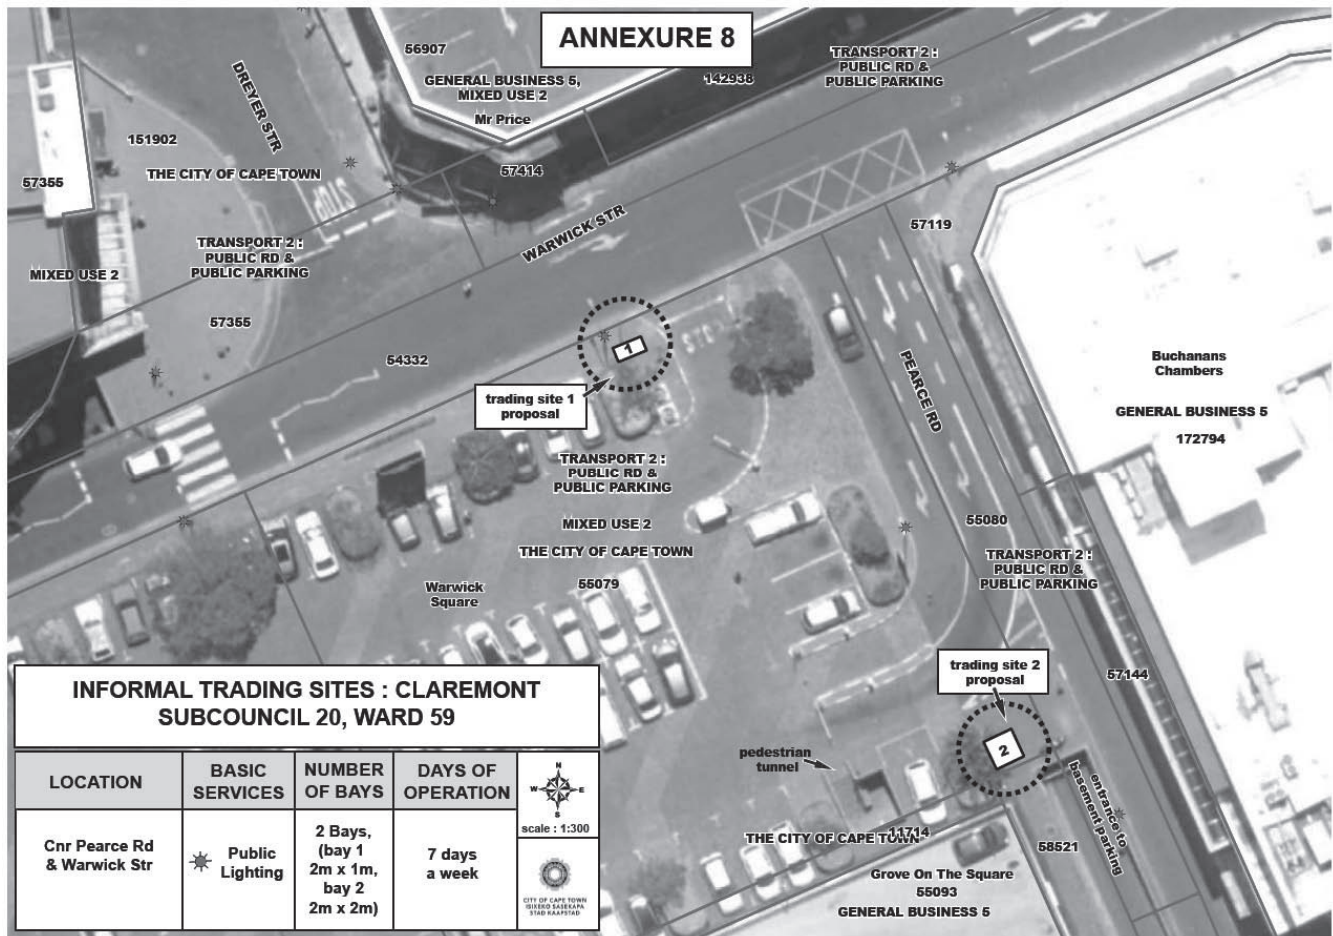 ANNEXURE 8
56907
GENERAL BUSINESS 5,
MIXED USE 2
Mr Price
142938
TRANSPORT 2 :
PUBLIC RD &
PUBLIC PARKING
DREYER STR
151902
THE CITY OF CAPE TOWN
57355
STOP
57414
WARWICK STR
57119
TRANSPORT 2 :
PUBLIC RD &
PUBLIC PARKING
MIXED USE 2
57355
54332
1
STOP
trading site 1
proposal
PEARCE RD
Buchanans
Chambers
GENERAL BUSINESS 5
172794
TRANSPORT 2 :
PUBLIC RD &
PUBLIC PARKING
MIXED USE 2
THE CITY OF CAPE TOWN
55079
Warwick
Square
55080
TRANSPORT 2 :
PUBLIC RD &
PUBLIC PARKING
trading site 2
proposal
57144
2
pedestrian
tunnel
entrance to
basement parking
THE CITY OF CAPE TOWN
11714
58521
Grove On The Square
55093
GENERAL BUSINESS 5
INFORMAL TRADING SITES : CLAREMONT
SUBCOUNCIL 20, WARD 59
LOCATION
BASIC
SERVICES
NUMBER
OF BAYS
DAYS OF
OPERATION
Cnr Pearce Rd
& Warwick Str
Public
Lighting
2 Bays,
(bay 1
2m x 1m,
bay 2
2m x 2m)
7 days
a week
N
W E
S
scale : 1:300
CITY OF CAPE TOWN
ISIXEKO SASEKAPA
STAD KAAPSTAD